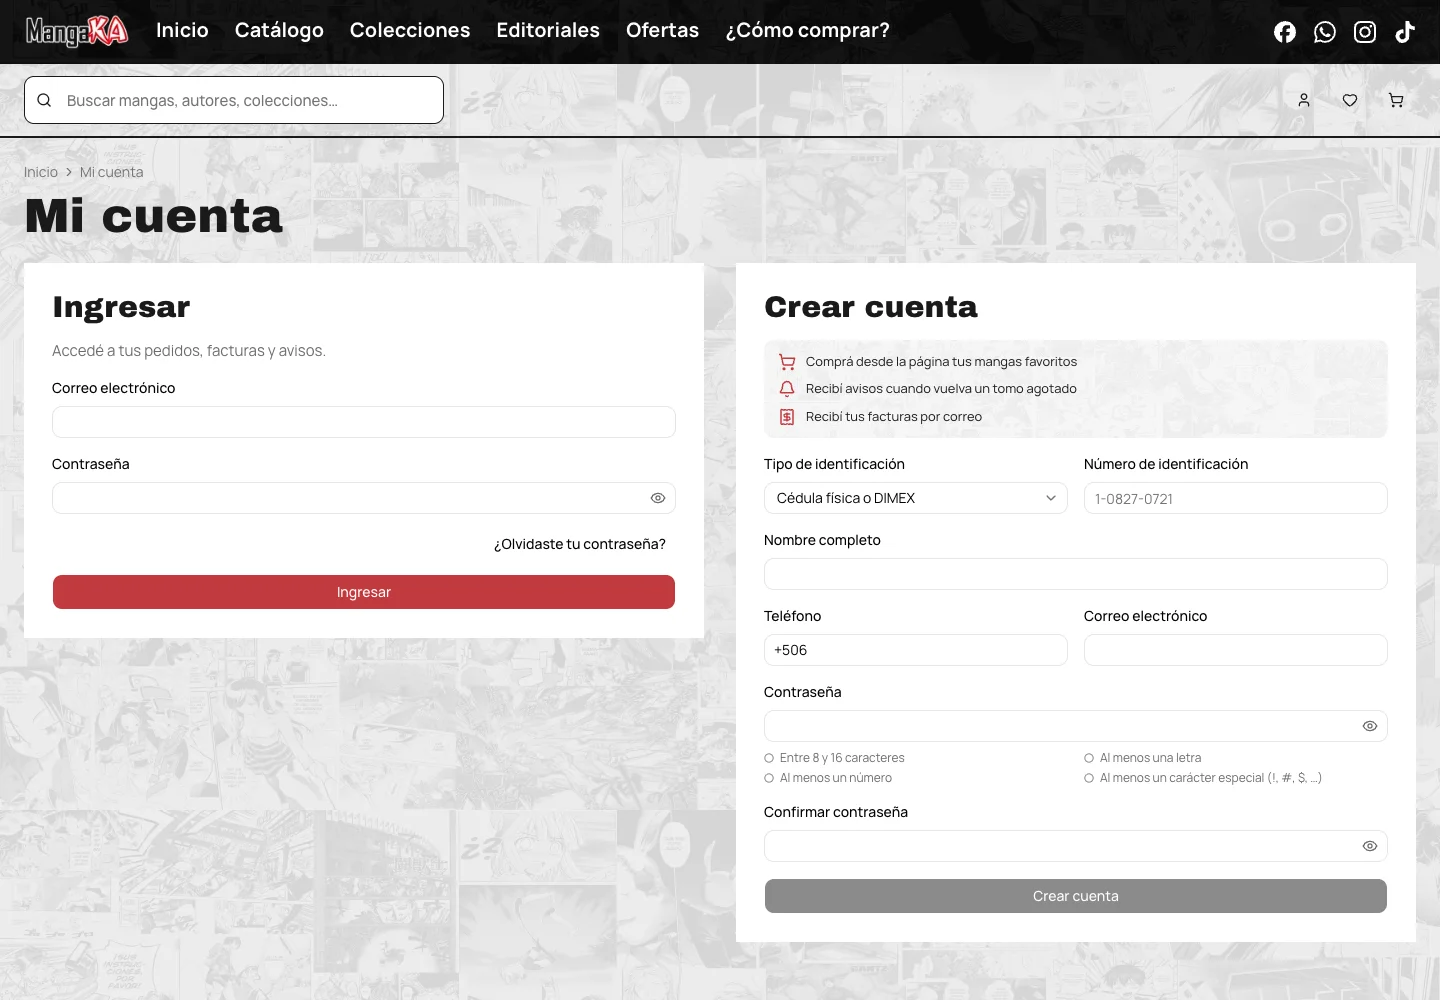 MangaKA
Inicio
Catálogo
Colecciones
Editoriales
Ofertas
¿Cómo comprar?
Buscar mangas, autores, colecciones...
Inicio > Mi cuenta
Mi cuenta
Ingresar
Accedé a tus pedidos, facturas y avisos.
Correo electrónico
Contraseña
¿Olvidaste tu contraseña?
Ingresar
Crear cuenta
Comprá desde la página tus mangas favoritos
Recibí avisos cuando vuelva un tomo agotado
Recibí tus facturas por correo
Tipo de identificación
Número de identificación
Cédula física o DIMEX
1-0827-0721
Nombre completo
Teléfono
Correo electrónico
+506
Contraseña
Entre 8 y 16 caracteres
Al menos una letra
Al menos un número
Al menos un carácter especial (!, #, $, ...)
Confirmar contraseña
Crear cuenta